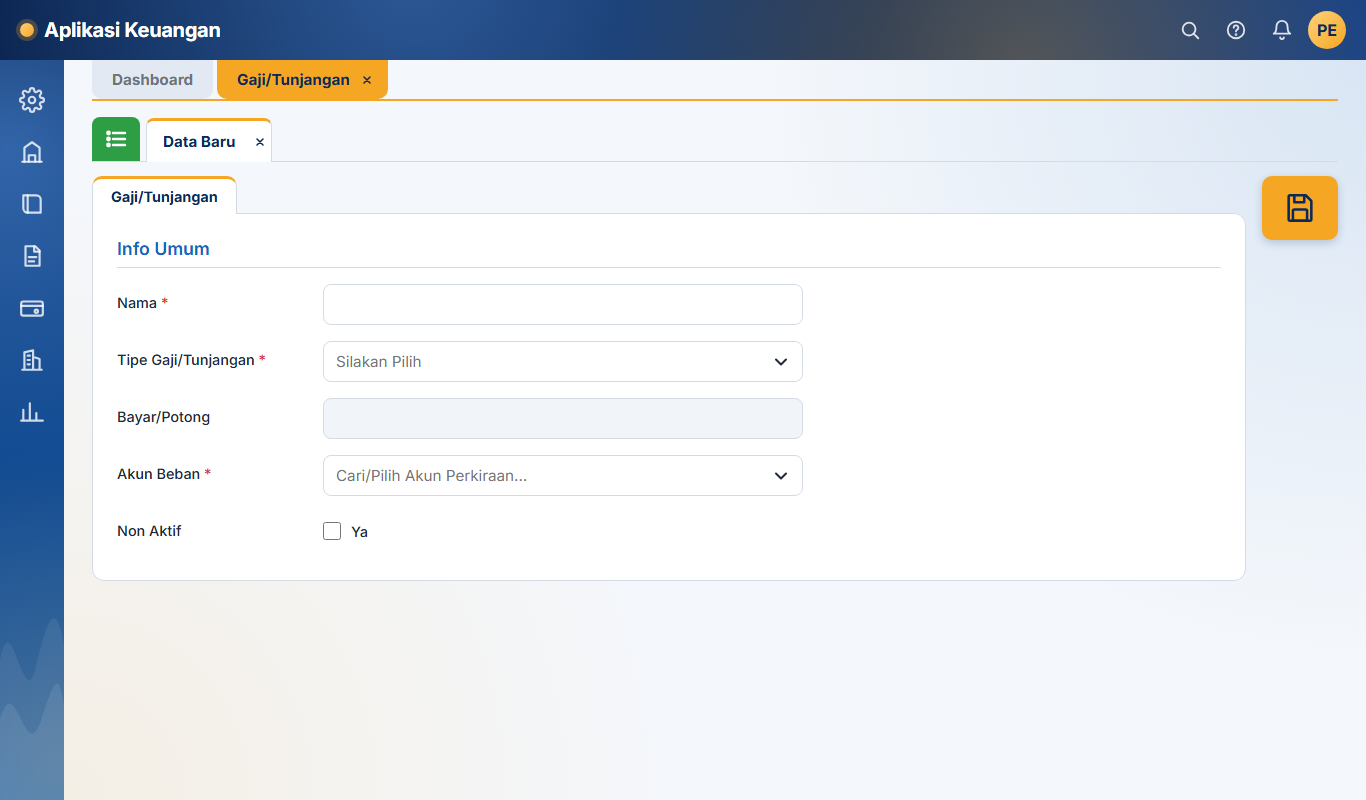 Aplikasi Keuangan
PE
Dashboard
Gaji/Tunjangan ×
Data Baru ×
Gaji/Tunjangan
Info Umum
Nama *
Tipe Gaji/Tunjangan * Silakan Pilih
Bayar/Potong
Akun Beban * Cari/Pilih Akun Perkiraan...
Non Aktif Ya